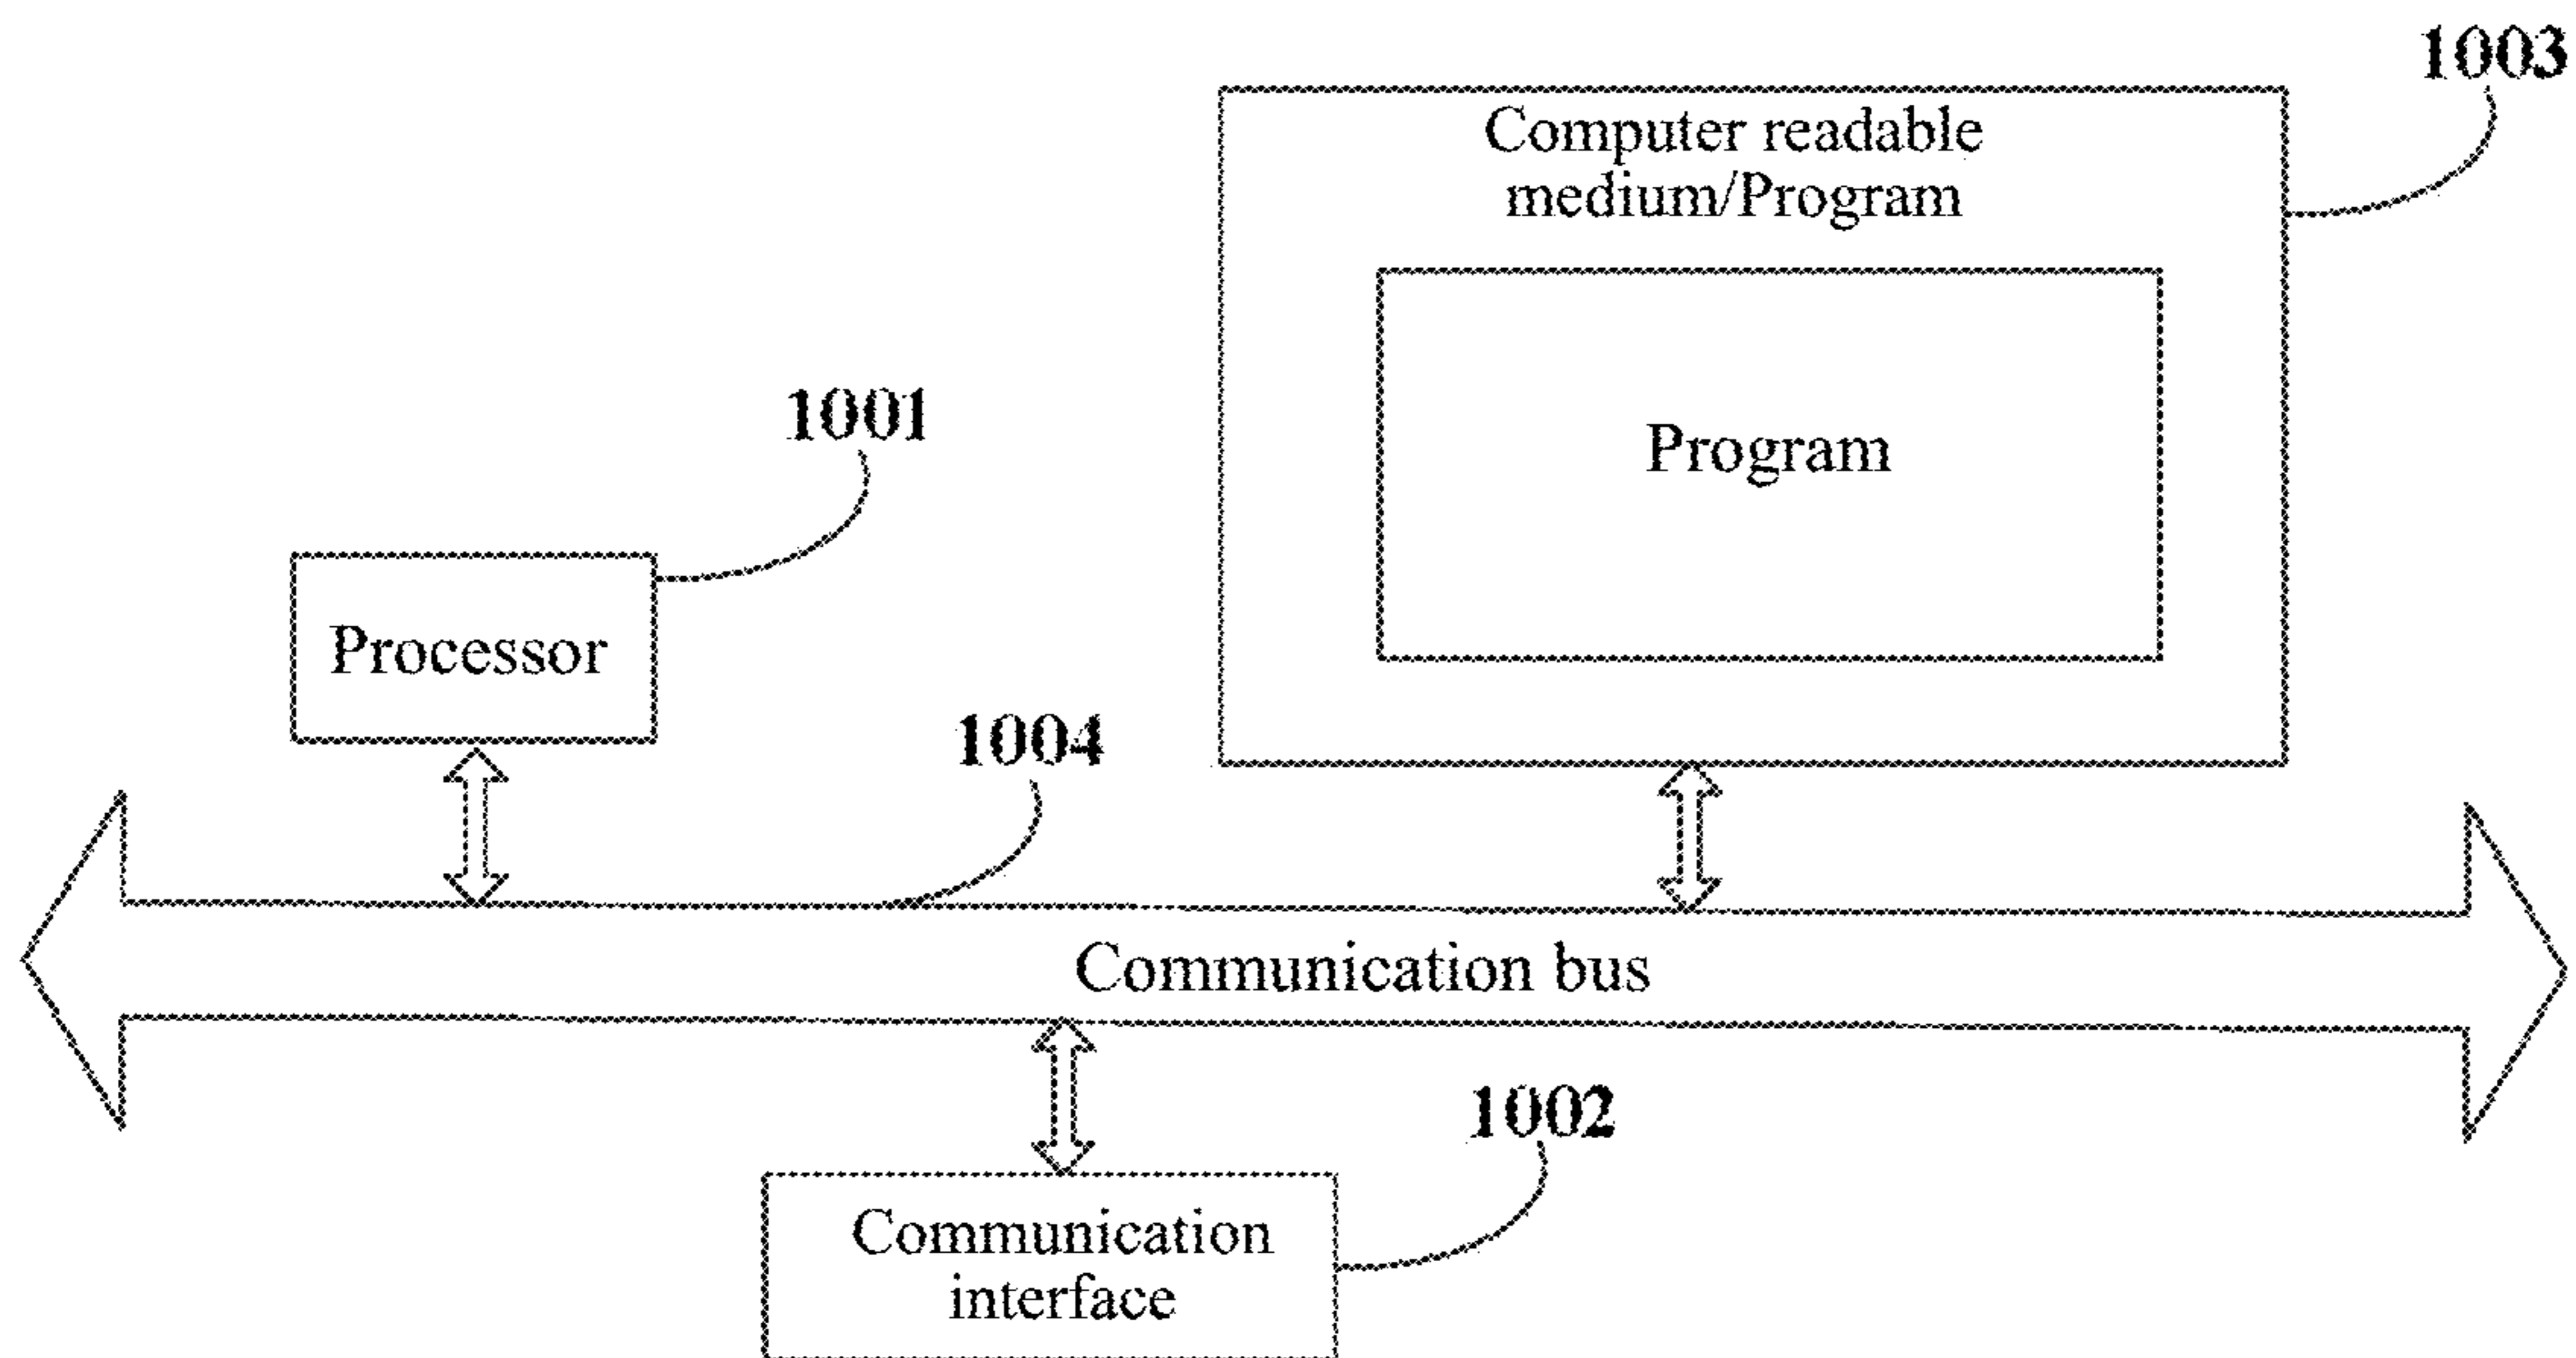 1003
Computer readable
medium/Program
Program
1001
Processor
1004
Communication bus
1002
Communication
interface